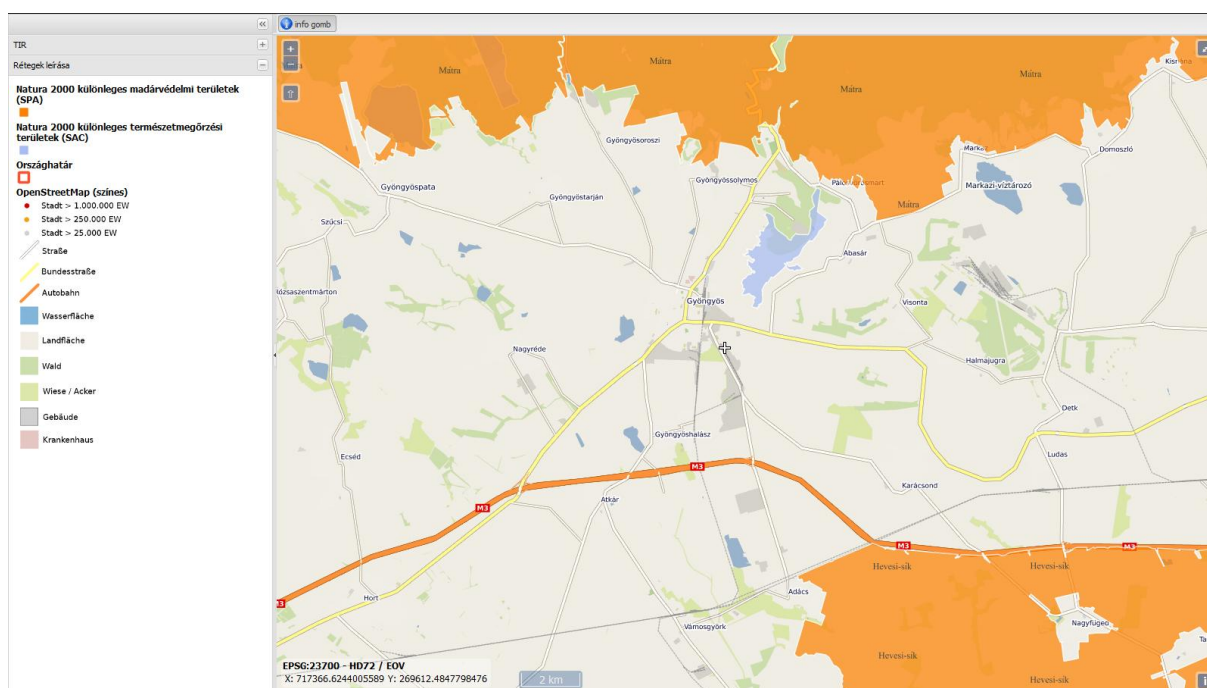 info gomb
TIR
Rétegek leírása
Natura 2000 különleges madárvédelmi területek
(SPA)
Natura 2000 különleges természetmegőrzési
területek (SAC)
Országhatár
OpenStreetMap (színes)
Stadt > 1.000.000 EW
Stadt > 250.000 EW
Stadt > 25.000 EW
Straße
Bundesstraße
Autobahn
Wasserfläche
Landfläche
Wald
Wiese / Acker
Gebäude
Krankenhaus
Mátra
Mátra
Mátra
Mátra
Mátra
Gyöngyösoroszi
Markaz
Domoszló
Gyöngyössolymos
Gyöngyöspata
Gyöngyöstarján
Markazi-víztározó
Mátra
Szűcsi
Abasár
Rózsaszentmárton
Gyöngyös
Visonta
Nagyréde
Halmajugra
Detk
Gyöngyöshalász
Ecséd
Ludas
M3
Karácsond
Atkár
M3
M3
M3
Hevesi-sík
Hevesi-sík
Adács
Hort
M3
Nagyfüged
Vámosgyörk
Hevesi-sík
Hevesi-sík
EPSG:23700 - HD72 / EOV
X: 717366.6244005589 Y: 269612.4847798476
2 km